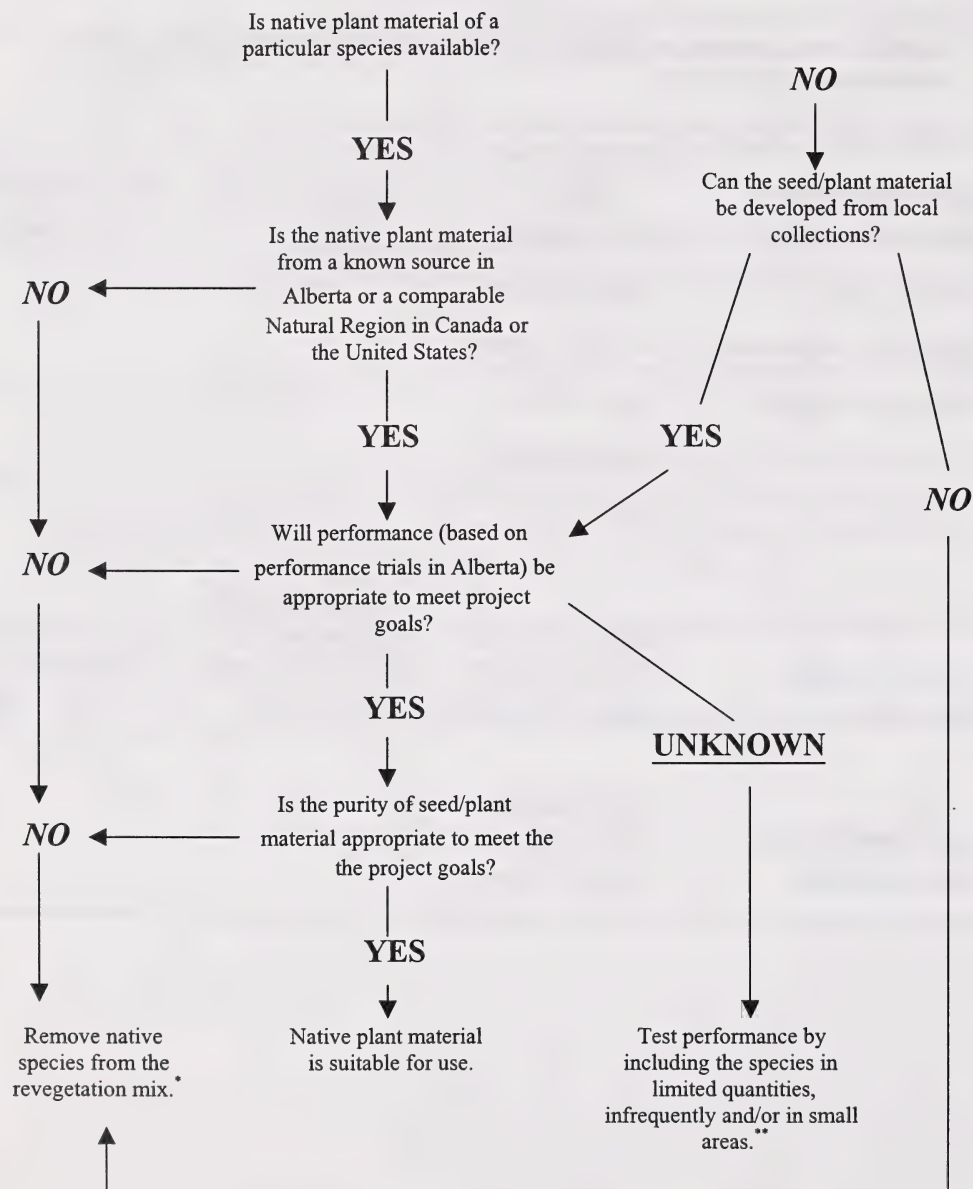 Is native plant material of a
particular species available?
NO
YES
Can the seed/plant material
be developed from local
collections?
Is the native plant material
from a known source in
Alberta or a comparable
Natural Region in Canada or
the United States?
NO
YES
YES
NO
Will performance (based on
performance trials in Alberta) be
appropriate to meet project
goals?
NO
YES
UNKNOWN
Is the purity of seed/plant
material appropriate to meet the
the project goals?
NO
YES
Remove native
species from the
revegetation mix.*
Native plant material
is suitable for use.
Test performance by
including the species in
limited quantities,
infrequently and/or in small
areas.**